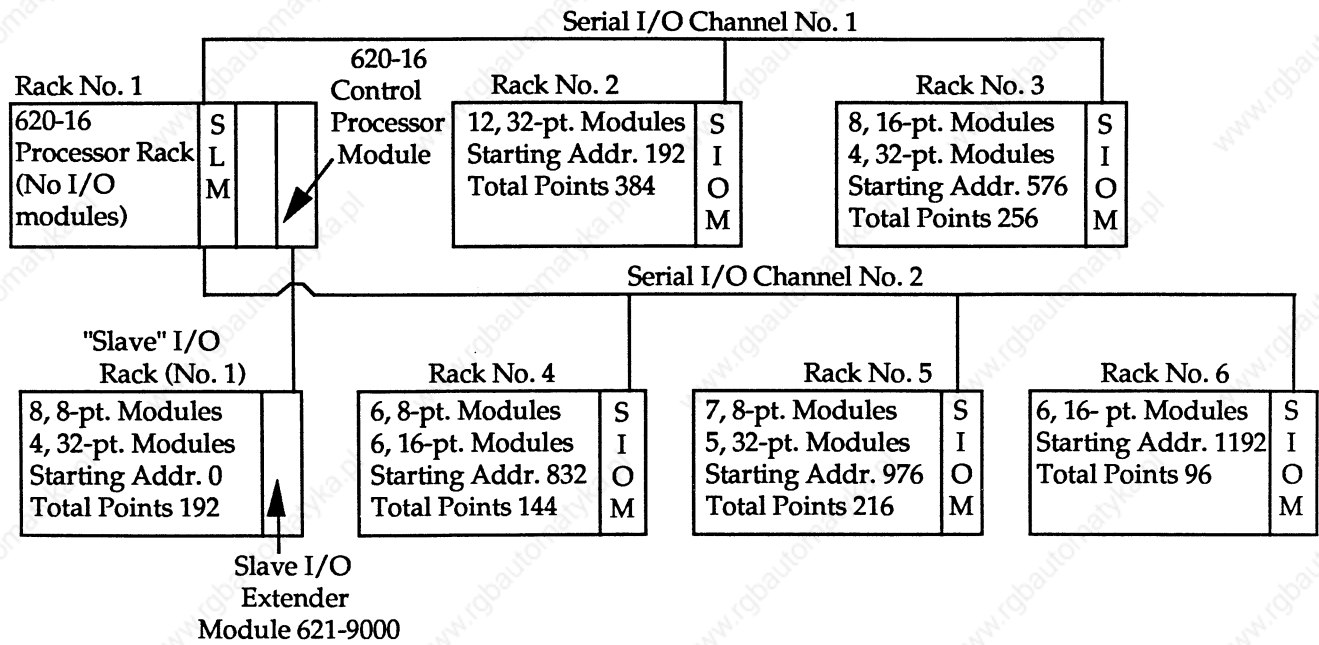 Serial I/O Channel No. 1
Rack No. 1
620-16
Processor Rack
(No I/O
modules)
S
L
M
620-16
Control
Processor
Module
Rack No. 2
12, 32-pt. Modules
Starting Addr. 192
Total Points 384
S
I
O
M
Rack No. 3
8, 16-pt. Modules
4, 32-pt. Modules
Starting Addr. 576
Total Points 256
S
I
O
M
Serial I/O Channel No. 2
"Slave" I/O
Rack (No. 1)
8, 8-pt. Modules
4, 32-pt. Modules
Starting Addr. 0
Total Points 192
Slave I/O
Extender
Module 621-9000
Rack No. 4
6, 8-pt. Modules
6, 16-pt. Modules
Starting Addr. 832
Total Points 144
S
I
O
M
Rack No. 5
7, 8-pt. Modules
5, 32-pt. Modules
Starting Addr. 976
Total Points 216
S
I
O
M
Rack No. 6
6, 16- pt. Modules
Starting Addr. 1192
Total Points 96
S
I
O
M
www.rgbautomatyka.pl